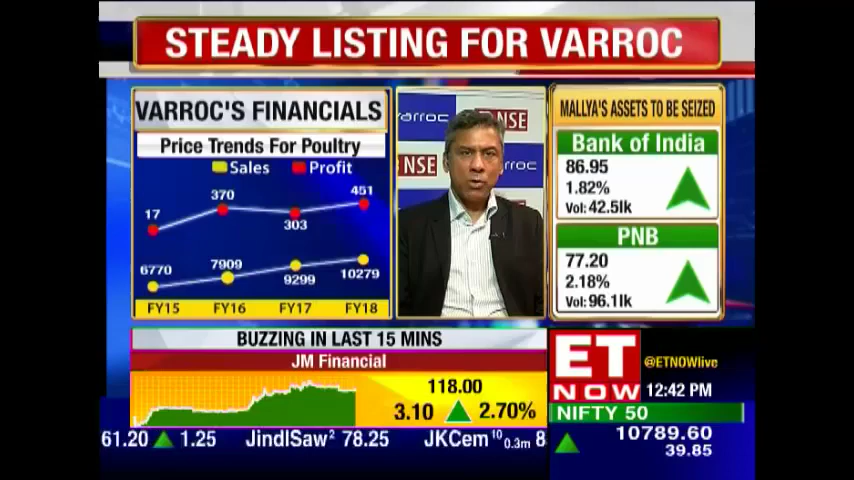 STEADY LISTING FOR VARROC
VARROC'S FINANCIALS
Price Trends For Poultry
Sales Profit
17 370 303 451
6770 7909 9299 10279
FY15 FY16 FY17 FY18
varroc NSE
NSE rroc
MALLYA'S ASSETS TO BE SEIZED
Bank of India
86.95
1.82%
Vol: 42.5lk
PNB
77.20
2.18%
Vol: 96.1lk
BUZZING IN LAST 15 MINS
JM Financial
118.00
3.10 2.70%
ET
NOW
@ETNOWlive
12:42 PM
NIFTY 50
10789.60
39.85
61.20 1.25 JindlSaw² 78.25 JKCem¹⁰ 0.3m 8